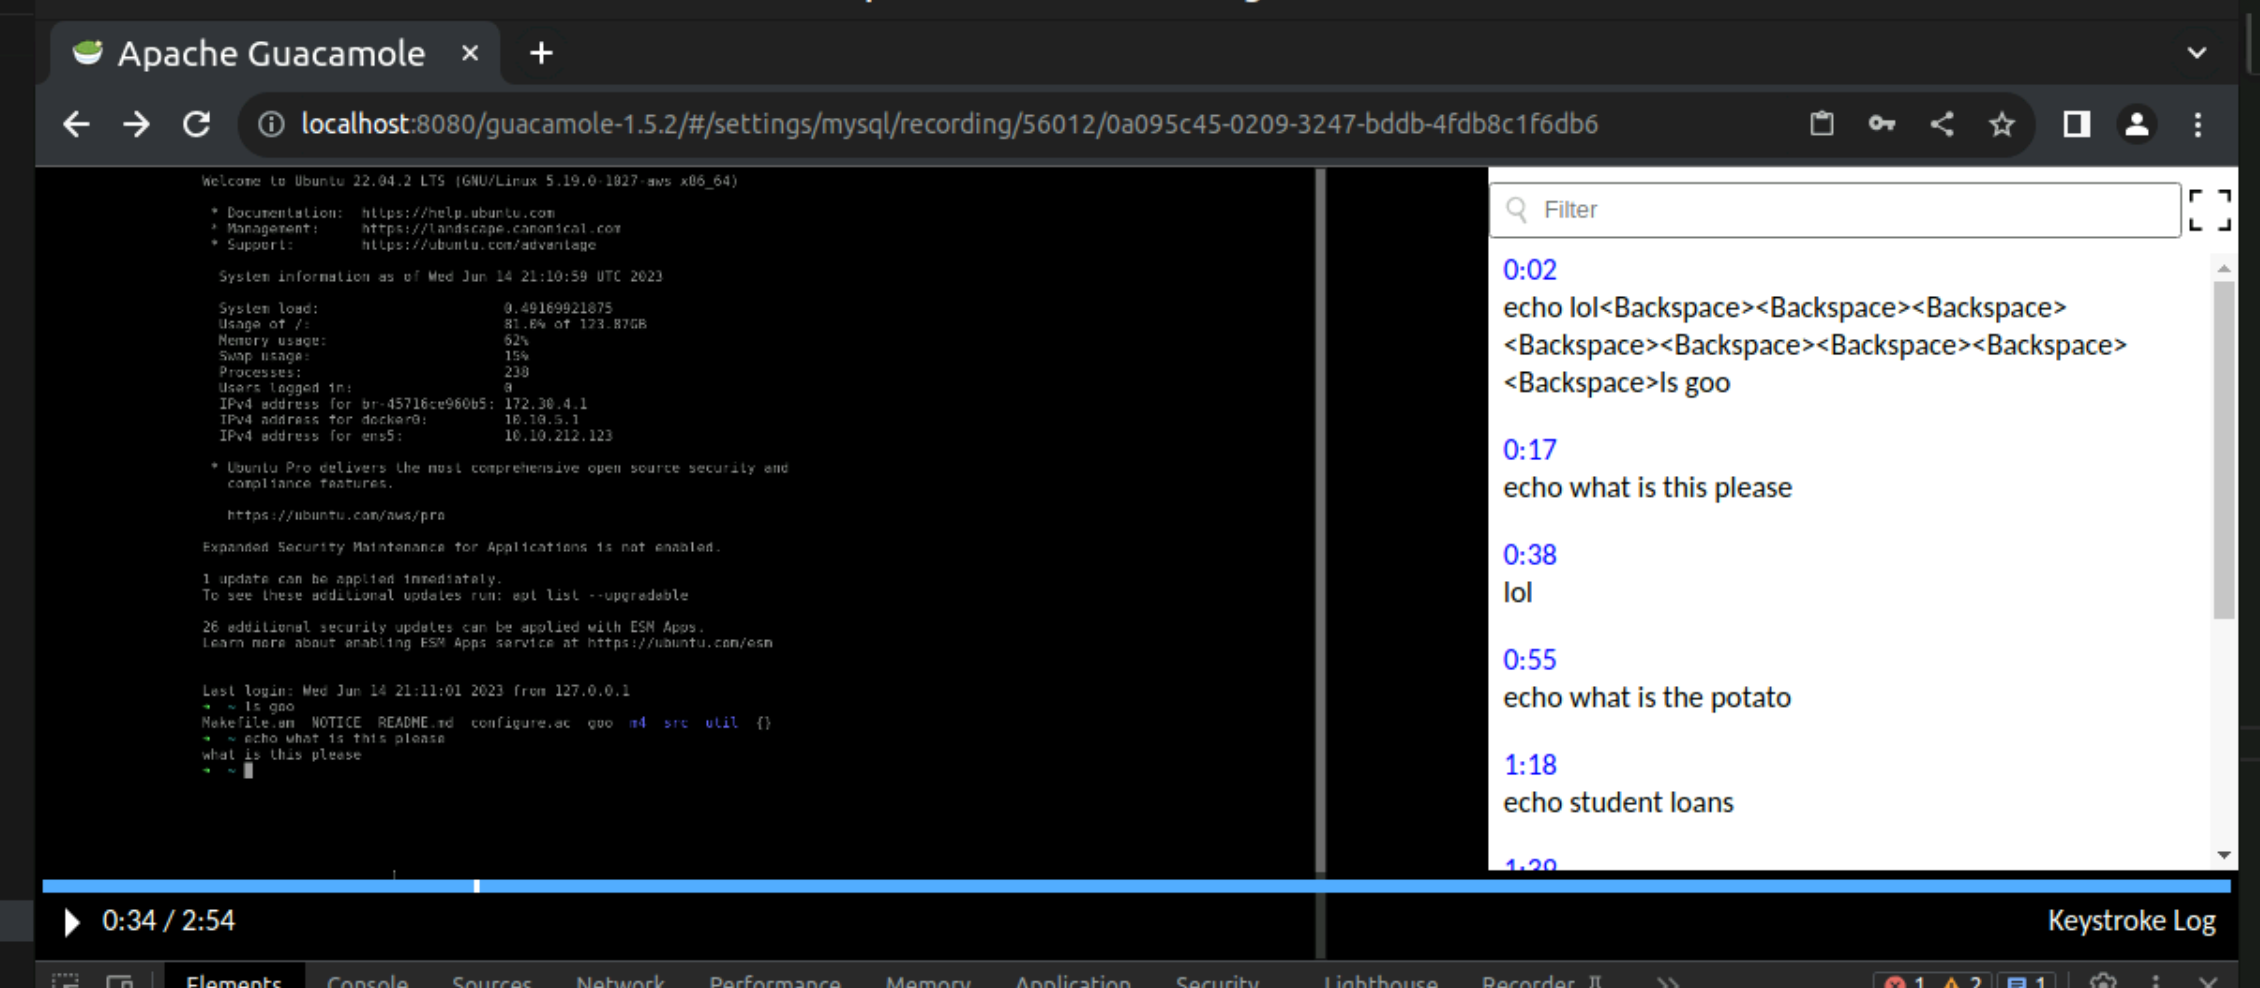 Apache Guacamole
localhost:8080/guacamole-1.5.2/#/settings/mysql/recording/56012/0a095c45-0209-3247-bddb-4fdb8c1f6db6
Welcome to Ubuntu 22.04.2 LTS (GNU/Linux 5.19.0-1027-aws x86_64)
* Documentation: https://help.ubuntu.com
* Management: https://landscape.canonical.com
* Support: https://ubuntu.com/advantage
System information as of Wed Jun 14 21:10:59 UTC 2023
System load: 0.49169921875
Usage of /: 81.0% of 123.87GB
Memory usage: 62%
Swap usage: 15%
Processes: 238
Users logged in: 0
IPv4 address for br-45716ce960b5: 172.30.4.1
IPv4 address for docker0: 10.10.5.1
IPv4 address for ens5: 10.10.212.123
* Ubuntu Pro delivers the most comprehensive open source security and
compliance features.
https://ubuntu.com/aws/pro
Expanded Security Maintenance for Applications is not enabled.
1 update can be applied immediately.
To see these additional updates run: apt list --upgradable
26 additional security updates can be applied with ESM Apps.
Learn more about enabling ESM Apps service at https://ubuntu.com/esm
Last login: Wed Jun 14 21:11:01 2023 from 127.0.0.1
➜ ~ ls goo
Makefile.am NOTICE README.md configure.ac goo m4 src util {}
➜ ~ echo what is this please
what is this please
➜ ~
Filter
0:02
echo lol<Backspace><Backspace><Backspace>
<Backspace><Backspace><Backspace><Backspace>
<Backspace>ls goo
0:17
echo what is this please
0:38
lol
0:55
echo what is the potato
1:18
echo student loans
1:39
0:34 / 2:54
Keystroke Log
Elements Console Sources Network Performance Memory Application Security Lighthouse Recorder 1 2 1